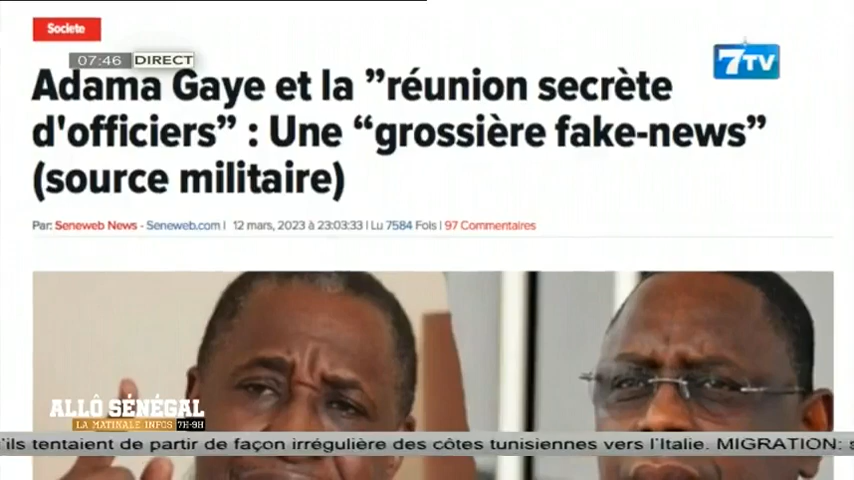 Societe
07:46 DIRECT
7TV
Adama Gaye et la ”réunion secrète
d'officiers” : Une “grossière fake-news”
(source militaire)
Par: Seneweb News - Seneweb.com | 12 mars, 2023 à 23:03:33 | Lu 7584 Fois | 97 Commentaires
ALLÔ SÉNÉGAL
LA MATINALE INFOS 7H-9H
'ils tentaient de partir de façon irrégulière des côtes tunisiennes vers l'Italie. MIGRATION: s